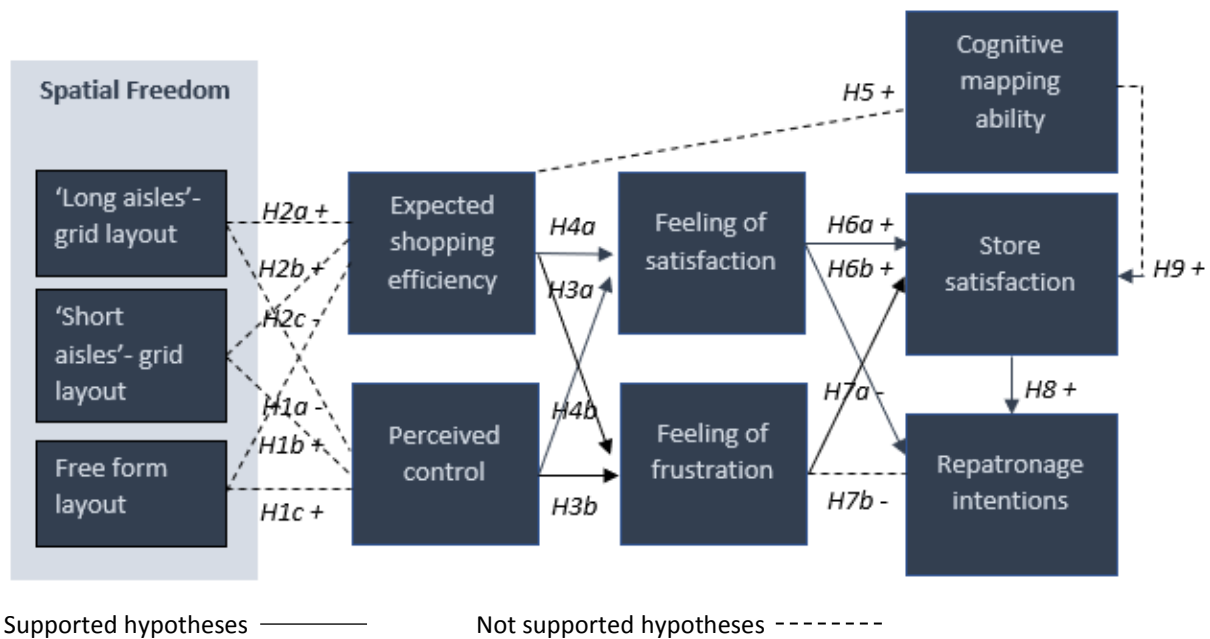 Spatial Freedom
‘Long aisles’-
grid layout
‘Short
aisles’- grid
layout
Free form
layout
H2a +
H2b +
H2c -
H1a -
H1b +
H1c +
Expected
shopping
efficiency
Perceived
control
H4a
H3a
H4b
H3b
Feeling of
satisfaction
Feeling of
frustration
H5 +
H6a +
H6b +
H7a -
H7b -
Cognitive
mapping
ability
Store
satisfaction
H9 +
H8 +
Repatronage
intentions
Supported hypotheses
Not supported hypotheses